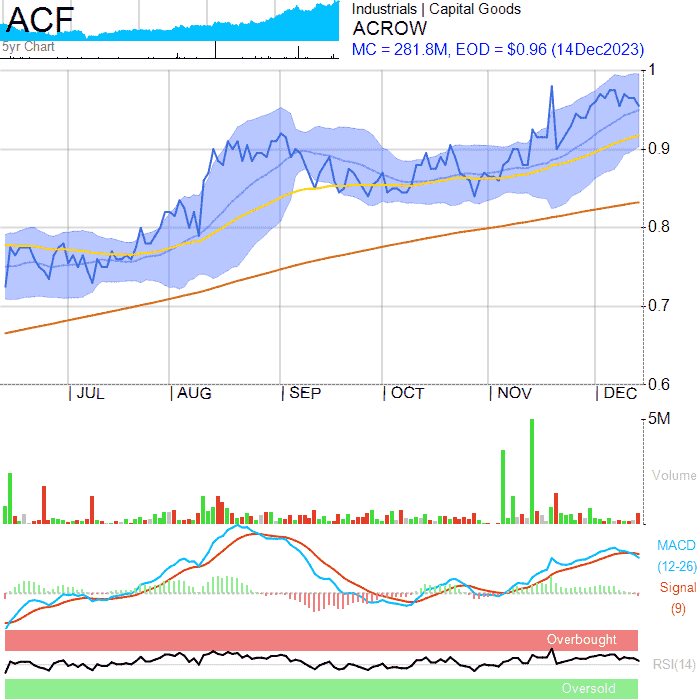 ACF
5yr Chart
Industrials | Capital Goods
ACROW
MC = 281.8M, EOD = $0.96 (14Dec2023)
1
0.9
0.8
0.7
0.6
| JUL | AUG | SEP | OCT | NOV | DEC
5M
Volume
MACD
(12-26)
Signal
(9)
Overbought
RSI(14)
Oversold